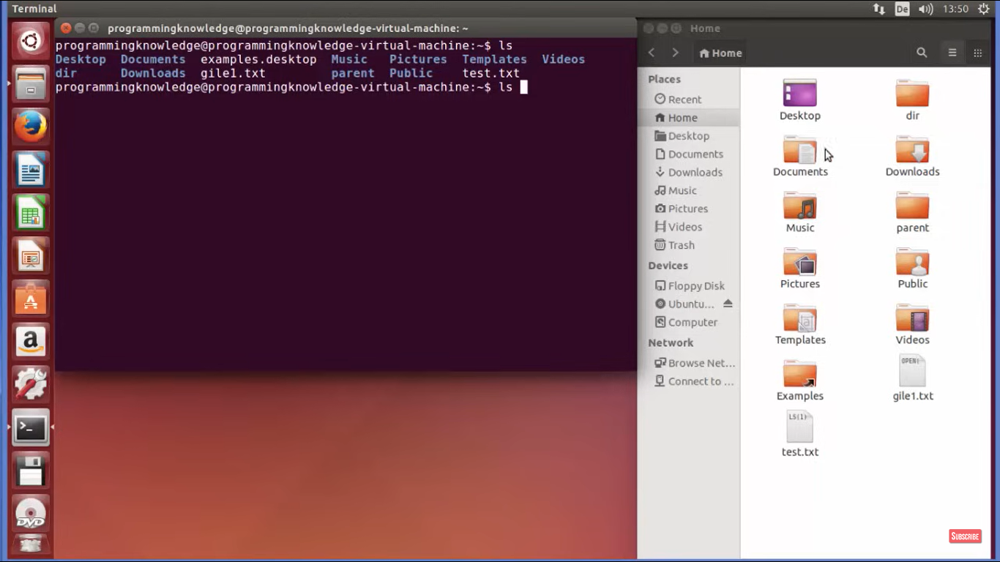 Terminal
De
13:50
programmingknowledge@programmingknowledge-virtual-machine: ~
programmingknowledge@programmingknowledge-virtual-machine:~$ ls
Desktop Documents examples.desktop Music Pictures Templates Videos
dir Downloads gile1.txt parent Public test.txt
programmingknowledge@programmingknowledge-virtual-machine:~$ ls
Home
Home
Places
Recent
Home
Desktop
Documents
Downloads
Music
Pictures
Videos
Trash
Devices
Floppy Disk
Ubuntu...
Computer
Network
Browse Net...
Connect to ...
Desktop
dir
Documents
Downloads
Music
parent
Pictures
Public
Templates
Videos
Examples
OPEN(
gile1.txt
LS(1)
test.txt
a
DVD
SUBSCRIBE